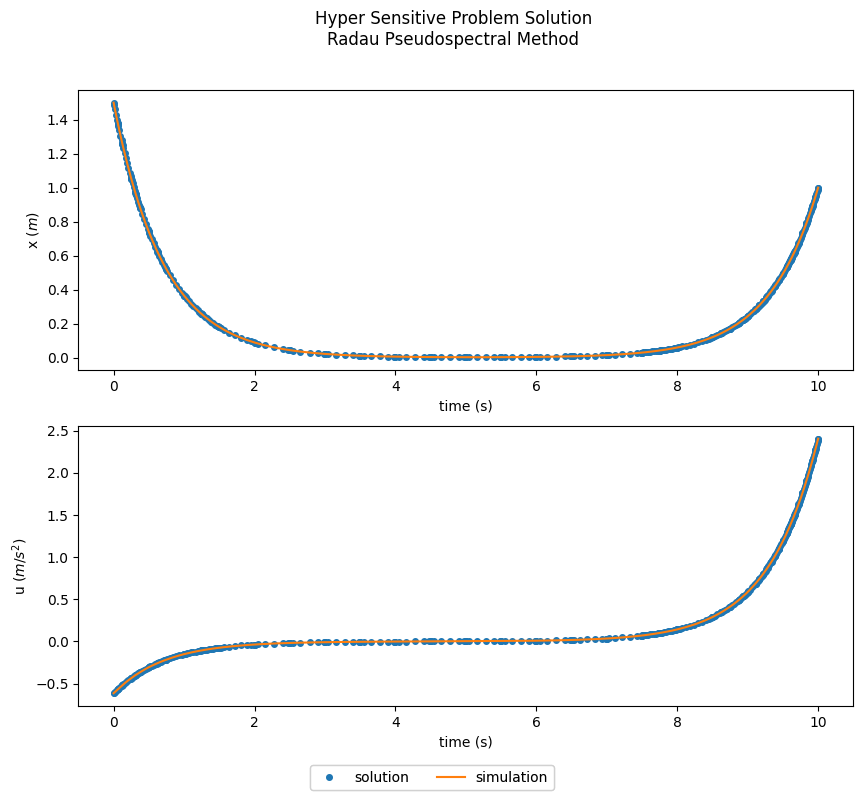 Hyper Sensitive Problem Solution
Radau Pseudospectral Method
1.4
1.2
1.0
0.8
0.6
0.4
0.2
0.0
x (m)
0 2 4 6 8 10
time (s)
2.5
2.0
1.5
1.0
0.5
0.0
−0.5
u (m/s²)
0 2 4 6 8 10
time (s)
solution simulation